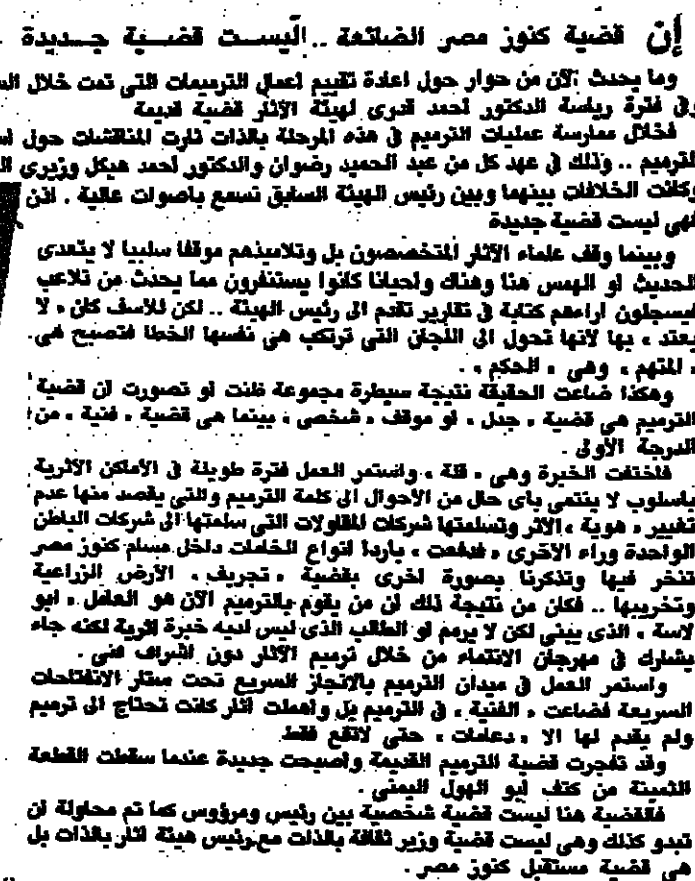 إن قضية كنوز مصر الضائعة .. اليست قضية جديدة
وما يحدث الآن من حوار حول اعادة تقييم اعمال الترميمات التى تمت خلال
وفى فترة رياسة الدكتور احمد قدرى لهيئة الآثار قضية قديمة
فخلال ممارسة عمليات الترميم فى هذه المرحلة بالذات ثارت المناقشات حول
الترميم .. وذلك فى عهد كل من عبد الحميد رضوان والدكتور احمد هيكل وزيرى
وكانت الخلافات بينهما وبين رئيس الهيئة السابق تسمع باصوات عالية . اذن
فهى ليست قضية جديدة
وبينما وقف علماء الآثار المتخصصون بل وتلاميذهم موقفا سلبيا لا يتعدى
الحديث او الهمس هنا وهناك واحيانا كانوا يستنفرون مما يحدث من تلاعب
ليسجلون اراءهم كتابة فى تقارير تقدم الى رئيس الهيئة .. لكن للأسف كان « لا
يعتد » بها لانها تحول الى اللجان التى ترتكب هى نفسها الخطا فتصبح هى
« المتهم » وهى « الحكم » .
وهكذا ضاعت الحقيقة نتيجة سيطرة مجموعة ظنت او تصورت ان قضية
الترميم هى قضية « جدل » او موقف « شخصى » بينما هى قضية « فنية » من
الدرجة الأولى .
فاختفت الخبرة وهى « قلة » واستمر العمل فترة طويلة فى الأماكن الأثرية
باسلوب لا ينتمى باى حال من الأحوال الى كلمة الترميم والتى يقصد منها عدم
تغيير « هوية » الأثر وتسلمتها شركات المقاولات التى سلمتها الى شركات الباطن
الواحدة وراء الأخرى « فدفعت » باردا انواع الخامات داخل مسام كنوز مصر
تنخر فيها وتذكرنا بصورة اخرى بقضية « تجريف » الأرض الزراعية
وتخريبها .. فكان من نتيجة ذلك ان من يقوم بالترميم الآن هو العامل « ابو
لاسة » الذى يبنى لكن لا يرمم او الطالب الذى ليس لديه خبرة اثرية لكنه جاء
يشارك فى مهرجان الانتماء من خلال ترميم الآثار دون اشراف فنى .
واستمر العمل فى ميدان الترميم بالانجاز السريع تحت ستار الافتتاحات
السريعة فضاعت « الفنية » فى الترميم بل واهملت اثار كانت تحتاج الى ترميم
ولم يقدم لها الا « دعامات » حتى لاتقع فقط
وقد تفجرت قضية الترميم القديمة واصبحت جديدة عندما سقطت القطعة
الثمينة من كتف ابو الهول اليمنى .
فالقضية هنا ليست قضية شخصية بين رئيس ومرؤوس كما تم محاولة ان
تبدو كذلك وهى ليست قضية وزير ثقافة بالذات مع رئيس هيئة اثار بالذات بل
هى قضية مستقبل كنوز مصر .